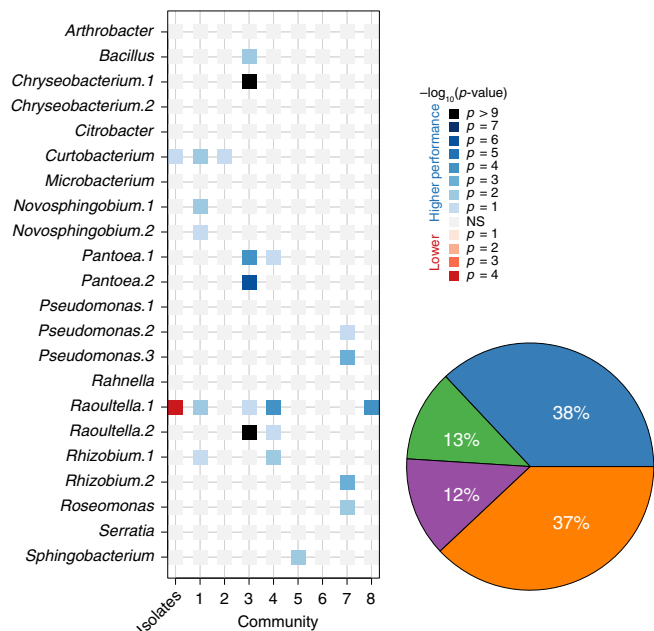 Arthrobacter
Bacillus
Chryseobacterium.1
Chryseobacterium.2
Citrobacter
Curtobacterium
Microbacterium
Novosphingobium.1
Novosphingobium.2
Pantoea.1
Pantoea.2
Pseudomonas.1
Pseudomonas.2
Pseudomonas.3
Rahnella
Raoultella.1
Raoultella.2
Rhizobium.1
Rhizobium.2
Roseomonas
Serratia
Sphingobacterium
Isolates 1 2 3 4 5 6 7 8
Community
–log10(p-value)
Higher performance
Lower
p > 9
p = 7
p = 6
p = 5
p = 4
p = 3
p = 2
p = 1
NS
p = 1
p = 2
p = 3
p = 4
38%
13%
12%
37%